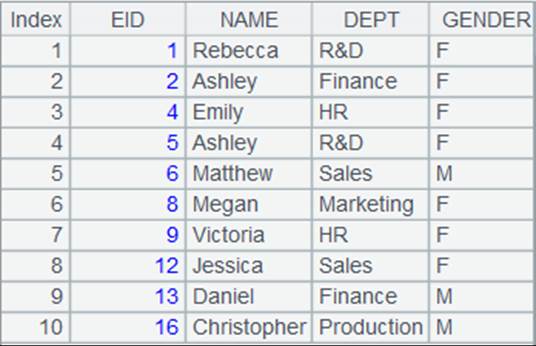 Index EID NAME DEPT GENDER
1 1 Rebecca R&D F
2 2 Ashley Finance F
3 4 Emily HR F
4 5 Ashley R&D F
5 6 Matthew Sales M
6 8 Megan Marketing F
7 9 Victoria HR F
8 12 Jessica Sales F
9 13 Daniel Finance M
10 16 Christopher Production M